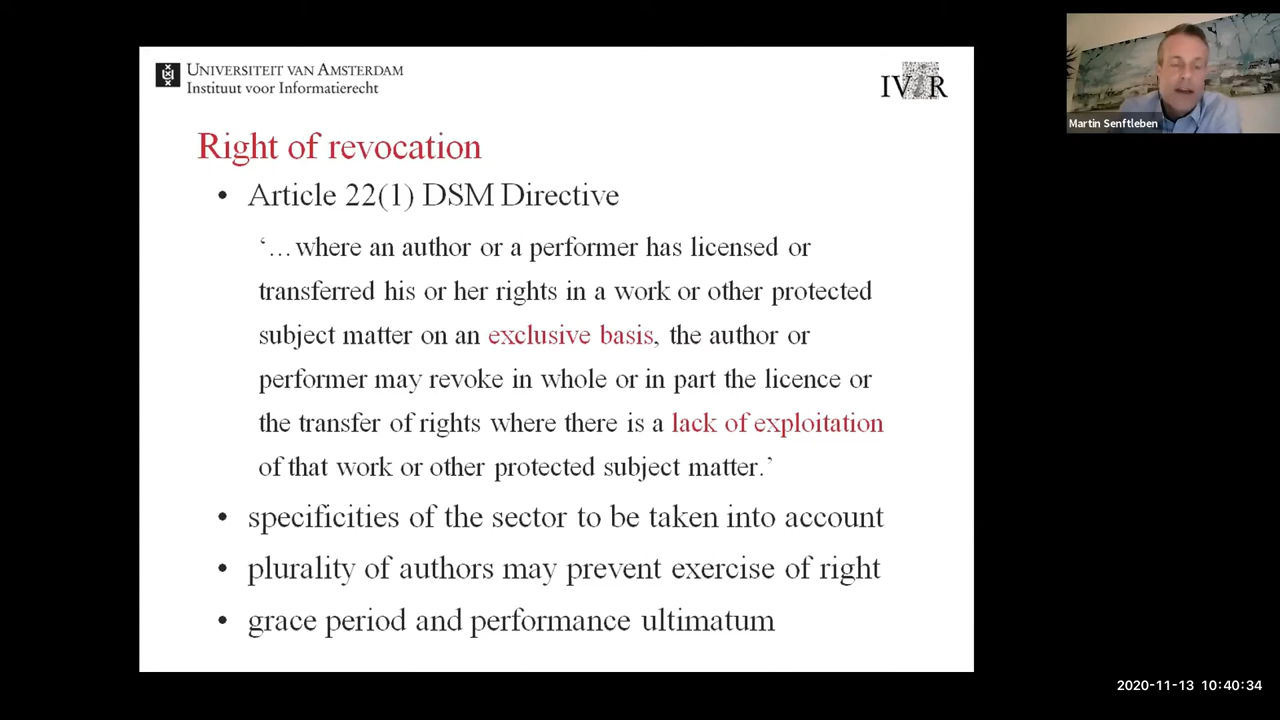 UNIVERSITEIT VAN AMSTERDAM
Instituut voor Informatierecht
IViR
Martin Senftleben
Right of revocation
• Article 22(1) DSM Directive
‘…where an author or a performer has licensed or
transferred his or her rights in a work or other protected
subject matter on an exclusive basis, the author or
performer may revoke in whole or in part the licence or
the transfer of rights where there is a lack of exploitation
of that work or other protected subject matter.’
• specificities of the sector to be taken into account
• plurality of authors may prevent exercise of right
• grace period and performance ultimatum
2020-11-13 10:40:34